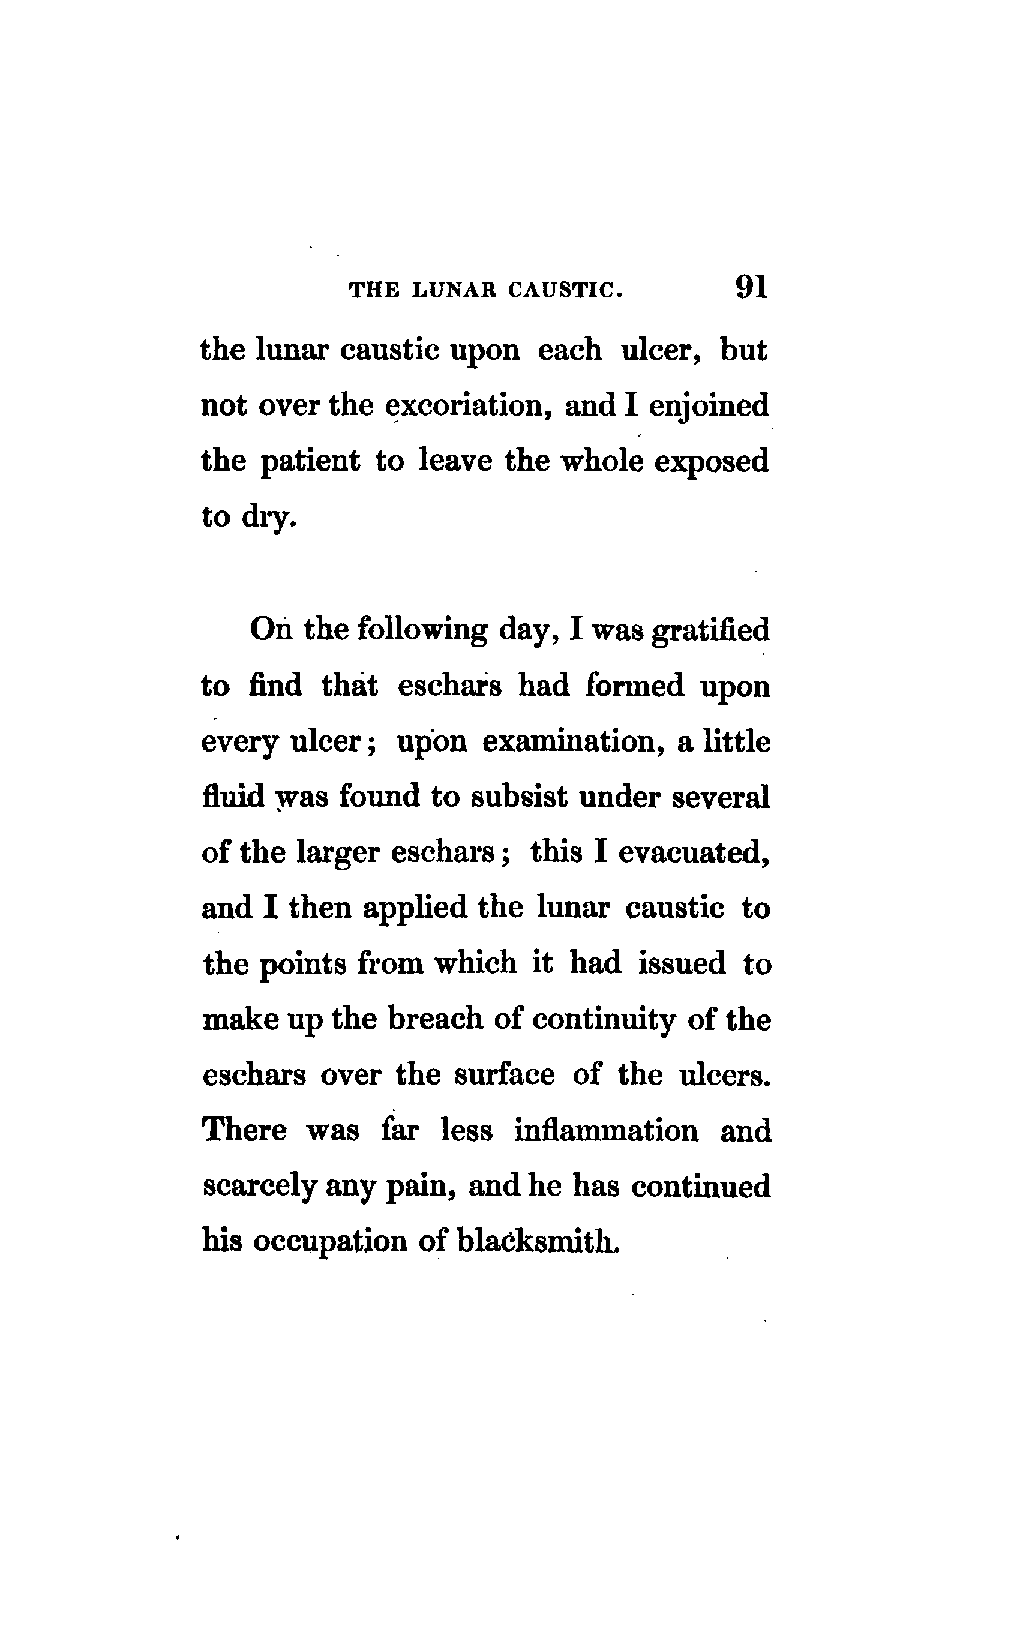 THE LUNAR CAUSTIC. 91
the lunar caustic upon each ulcer, but
not over the excoriation, and I enjoined
the patient to leave the whole exposed
to dry.
On the following day, I was gratified
to find that eschars had formed upon
every ulcer; upon examination, a little
fluid was found to subsist under several
of the larger eschars; this I evacuated,
and I then applied the lunar caustic to
the points from which it had issued to
make up the breach of continuity of the
eschars over the surface of the ulcers.
There was far less inflammation and
scarcely any pain, and he has continued
his occupation of blacksmith.